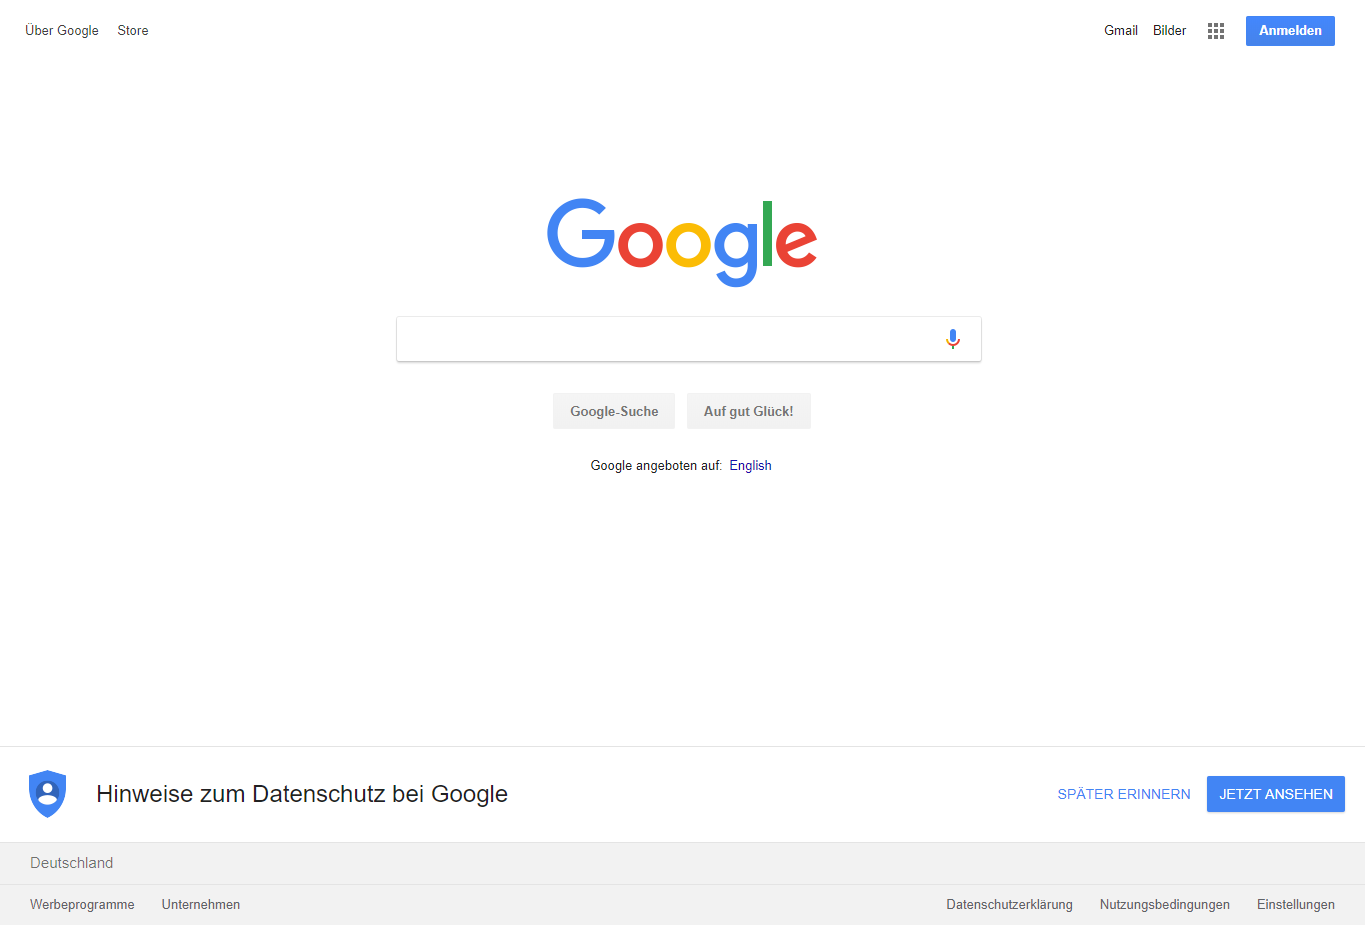 Über Google Store Gmail Bilder Anmelden
Google
Google-Suche Auf gut Glück!
Google angeboten auf: English
Hinweise zum Datenschutz bei Google SPÄTER ERINNERN JETZT ANSEHEN
Deutschland
Werbeprogramme Unternehmen Datenschutzerklärung Nutzungsbedingungen Einstellungen